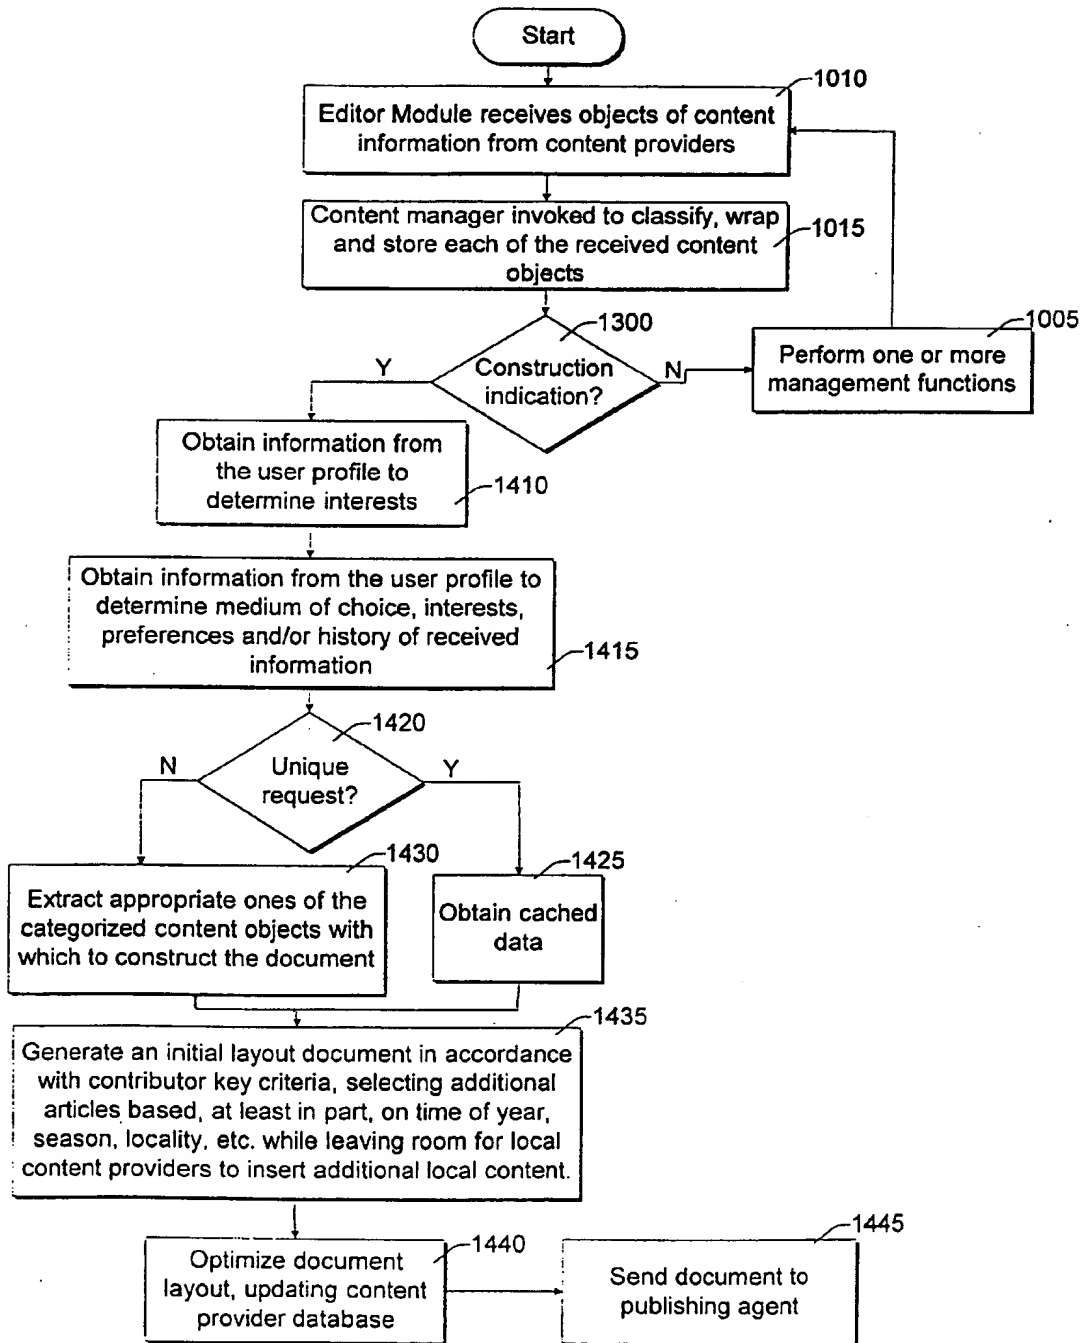 Start
1010
Editor Module receives objects of content
information from content providers
Content manager invoked to classify, wrap
and store each of the received content
objects
1015
1300
Construction
indication?
Y
N
1005
Perform one or more
management functions
Obtain information from
the user profile to
determine interests
1410
Obtain information from the user profile to
determine medium of choice, interests,
preferences and/or history of received
information
1415
1420
Unique
request?
N
Y
1430
Extract appropriate ones of the
categorized content objects with
which to construct the document
1425
Obtain cached
data
1435
Generate an initial layout document in accordance
with contributor key criteria, selecting additional
articles based, at least in part, on time of year,
season, locality, etc. while leaving room for local
content providers to insert additional local content.
1440
Optimize document
layout, updating content
provider database
1445
Send document to
publishing agent